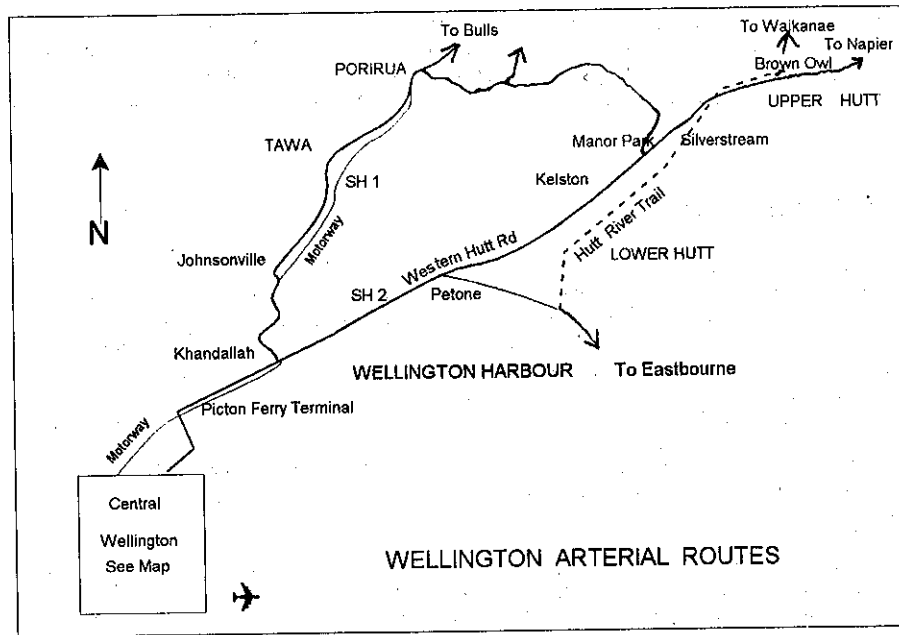 To Bulls
To Waikanae
To Napier
Brown Owl
PORIRUA
UPPER HUTT
TAWA
Manor Park
Silverstream
SH 1
Kelston
N
Motorway
Hutt River Trail
Johnsonville
Western Hutt Rd
LOWER HUTT
SH 2
Petone
Khandallah
WELLINGTON HARBOUR
To Eastbourne
Picton Ferry Terminal
Motorway
Central
Wellington
See Map
WELLINGTON ARTERIAL ROUTES